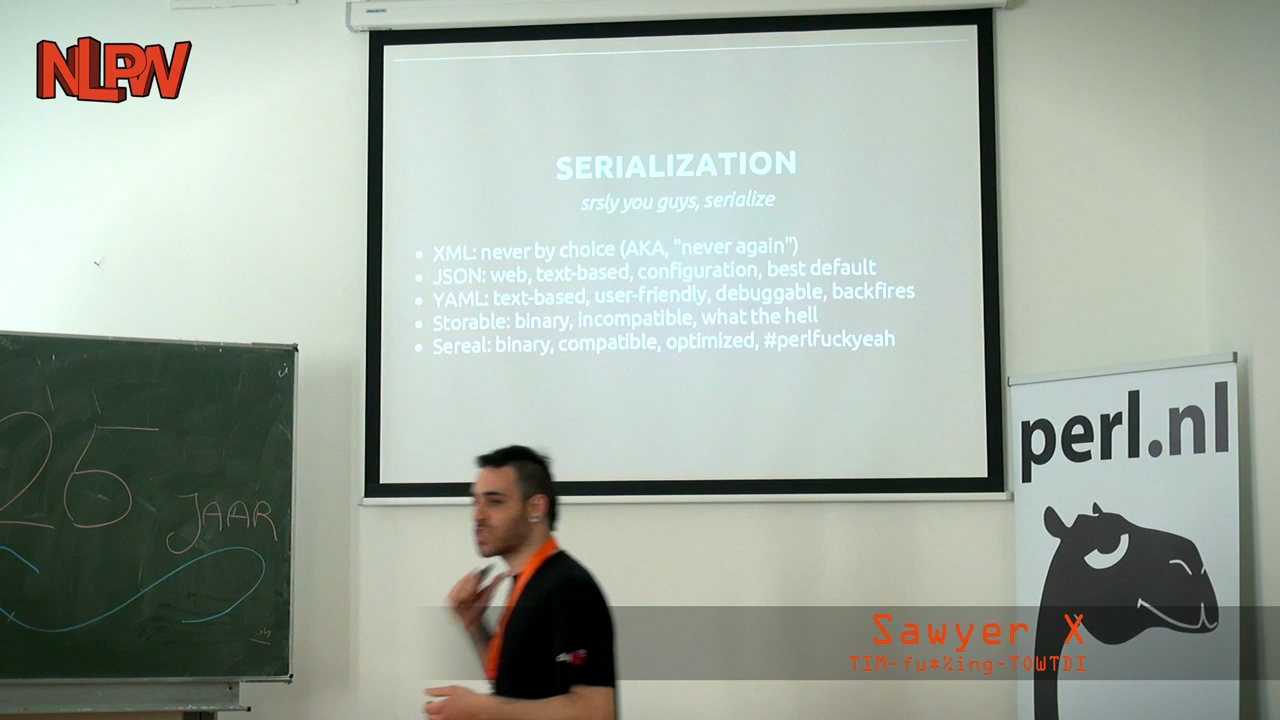 NLPW
SERIALIZATION
srsly you guys, serialize
• XML: never by choice (AKA, "never again")
• JSON: web, text-based, configuration, best default
• YAML: text-based, user-friendly, debuggable, backfires
• Storable: binary, incompatible, what the hell
• Sereal: binary, compatible, optimized, #perlfuckyeah
25
JAAR
perl.nl
Sawyer X
TIM-fu*%ing-TOWTDI